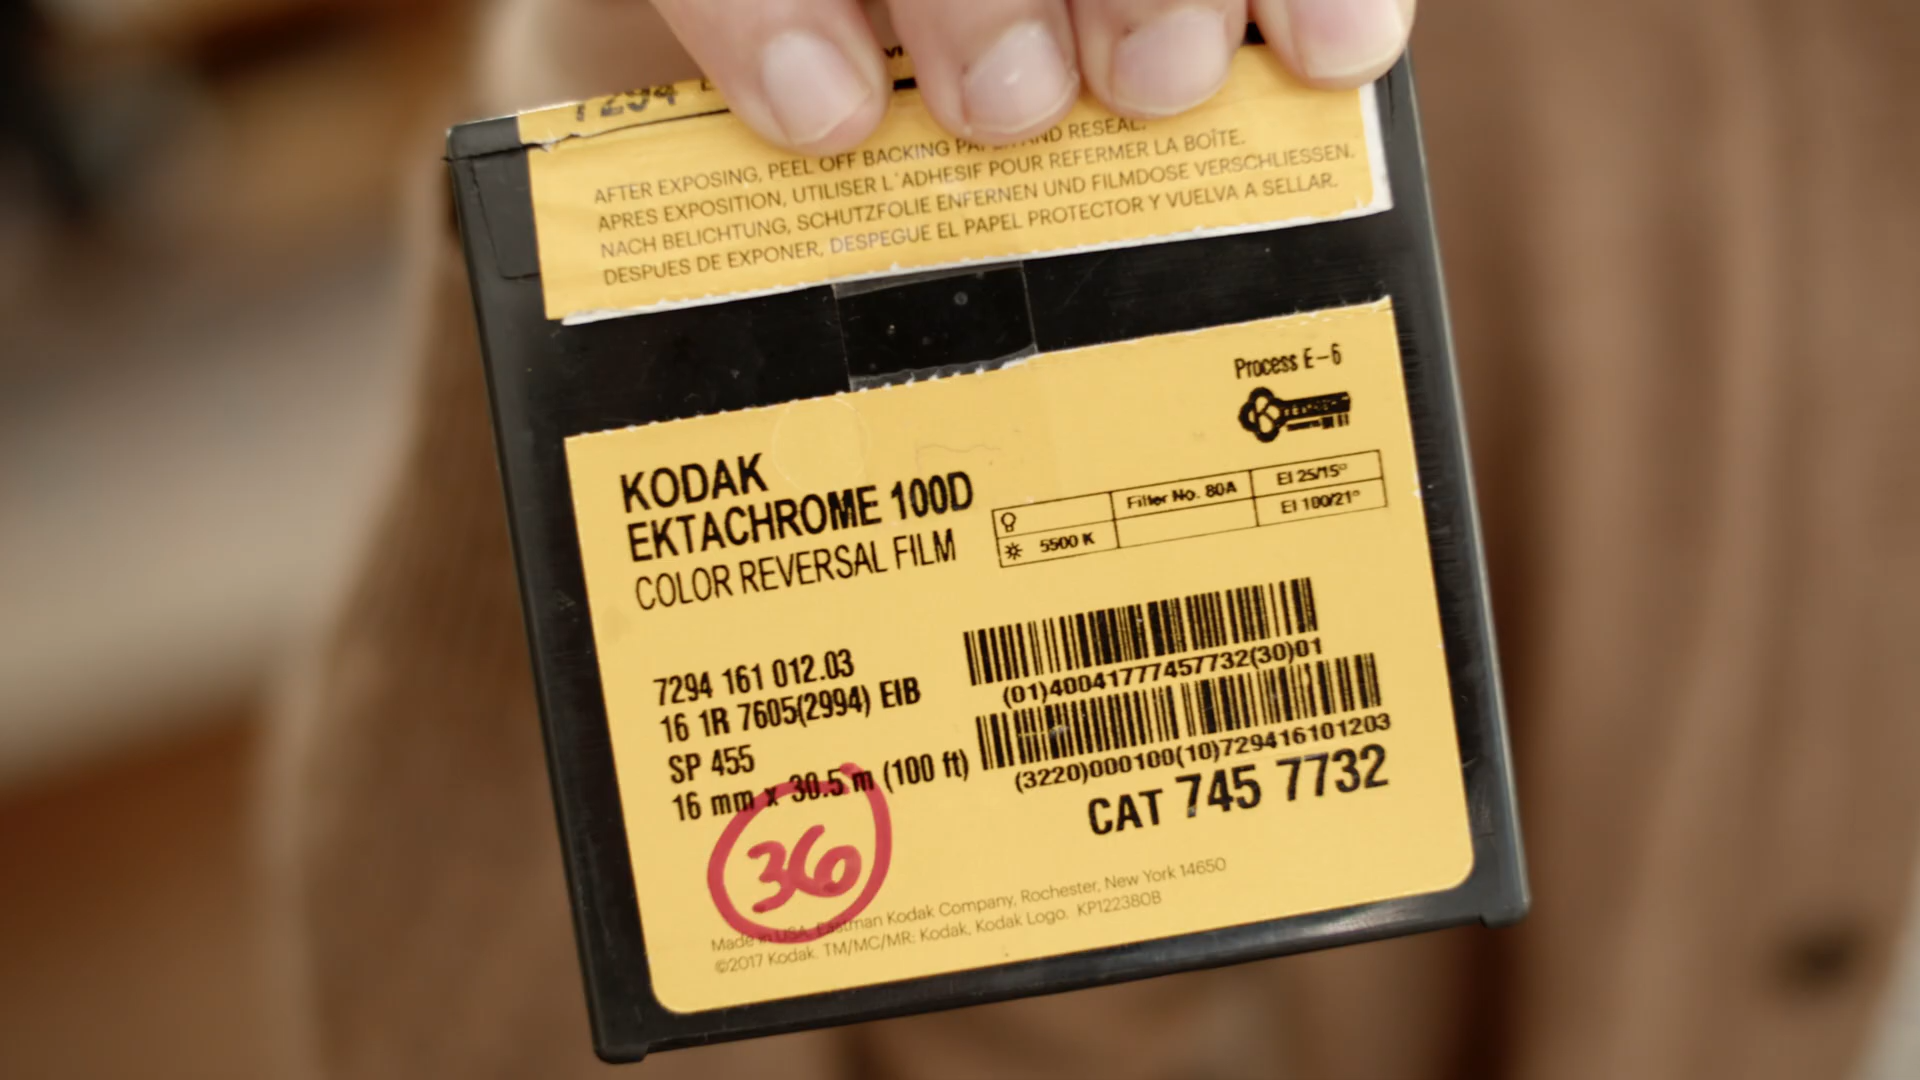 7294
AFTER EXPOSING, PEEL OFF BACKING AND RESEAL.
APRES EXPOSITION, UTILISER L'ADHESIF POUR REFERMER LA BOÎTE.
NACH BELICHTUNG, SCHUTZFOLIE ENFERNEN UND FILMDOSE VERSCHLIESSEN.
DESPUES DE EXPONER, DESPEGUE EL PAPEL PROTECTOR Y VUELVA A SELLAR.
Process E-6
KODAK
EKTACHROME 100D
COLOR REVERSAL FILM
Filter No. 80A EI 25/15°
5500 K EI 100/21°
7294 161 012.03
16 1R 7605(2994) EIB
SP 455
16 mm x 30.5 m (100 ft)
(01)40041777457732(30)01
(3220)000100(10)729416101203
CAT 745 7732
36
Made in USA. Eastman Kodak Company, Rochester, New York 14650
©2017 Kodak. TM/MC/MR: Kodak, Kodak Logo. KP122380B